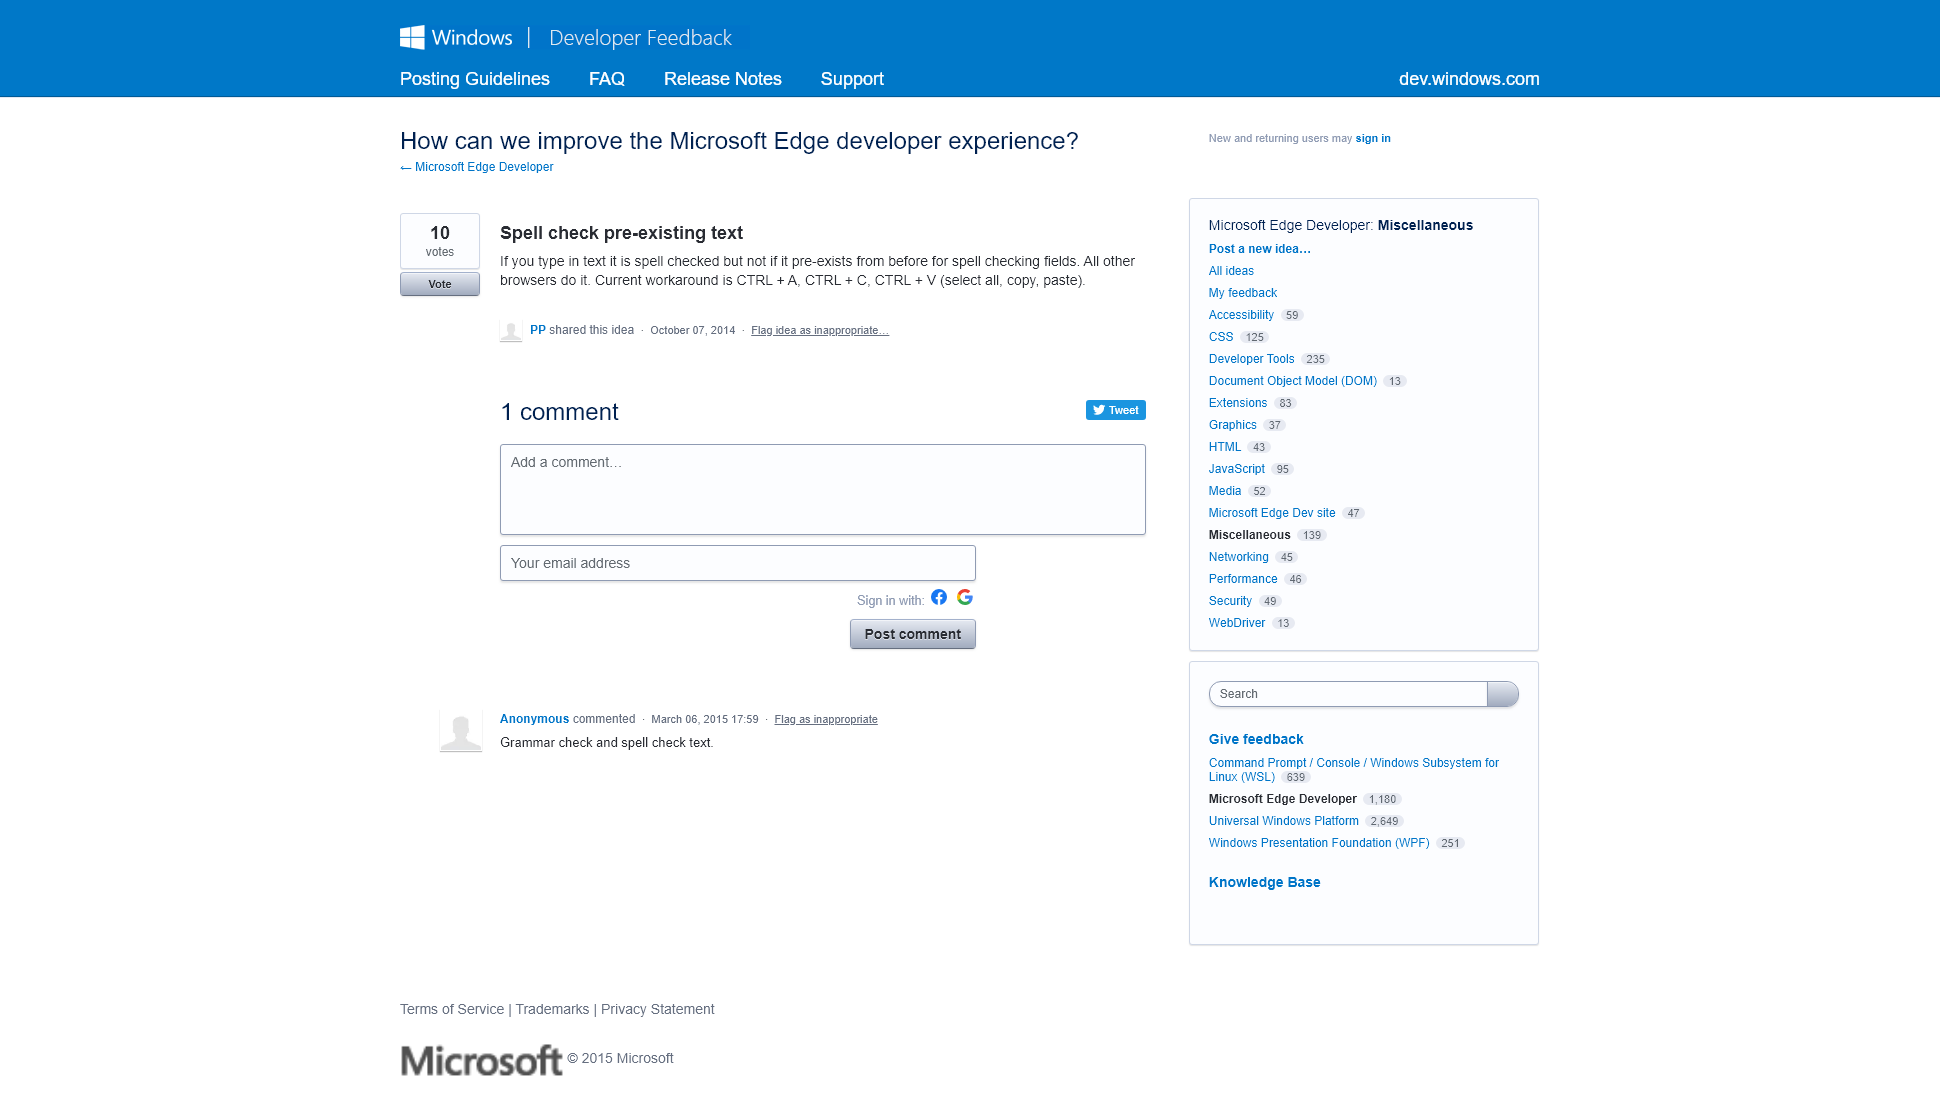 Windows | Developer Feedback
Posting Guidelines FAQ Release Notes Support dev.windows.com
How can we improve the Microsoft Edge developer experience?
← Microsoft Edge Developer
New and returning users may sign in
10
votes
Vote
Spell check pre-existing text
If you type in text it is spell checked but not if it pre-exists from before for spell checking fields. All other
browsers do it. Current workaround is CTRL + A, CTRL + C, CTRL + V (select all, copy, paste).
PP shared this idea · October 07, 2014 · Flag idea as inappropriate…
1 comment
Tweet
Add a comment…
Your email address
Sign in with:
Post comment
Anonymous commented · March 06, 2015 17:59 · Flag as inappropriate
Grammar check and spell check text.
Microsoft Edge Developer: Miscellaneous
Post a new idea…
All ideas
My feedback
Accessibility 59
CSS 125
Developer Tools 235
Document Object Model (DOM) 13
Extensions 83
Graphics 37
HTML 43
JavaScript 95
Media 52
Microsoft Edge Dev site 47
Miscellaneous 139
Networking 45
Performance 46
Security 49
WebDriver 13
Search
Give feedback
Command Prompt / Console / Windows Subsystem for
Linux (WSL) 639
Microsoft Edge Developer 1,180
Universal Windows Platform 2,649
Windows Presentation Foundation (WPF) 251
Knowledge Base
Terms of Service | Trademarks | Privacy Statement
Microsoft © 2015 Microsoft